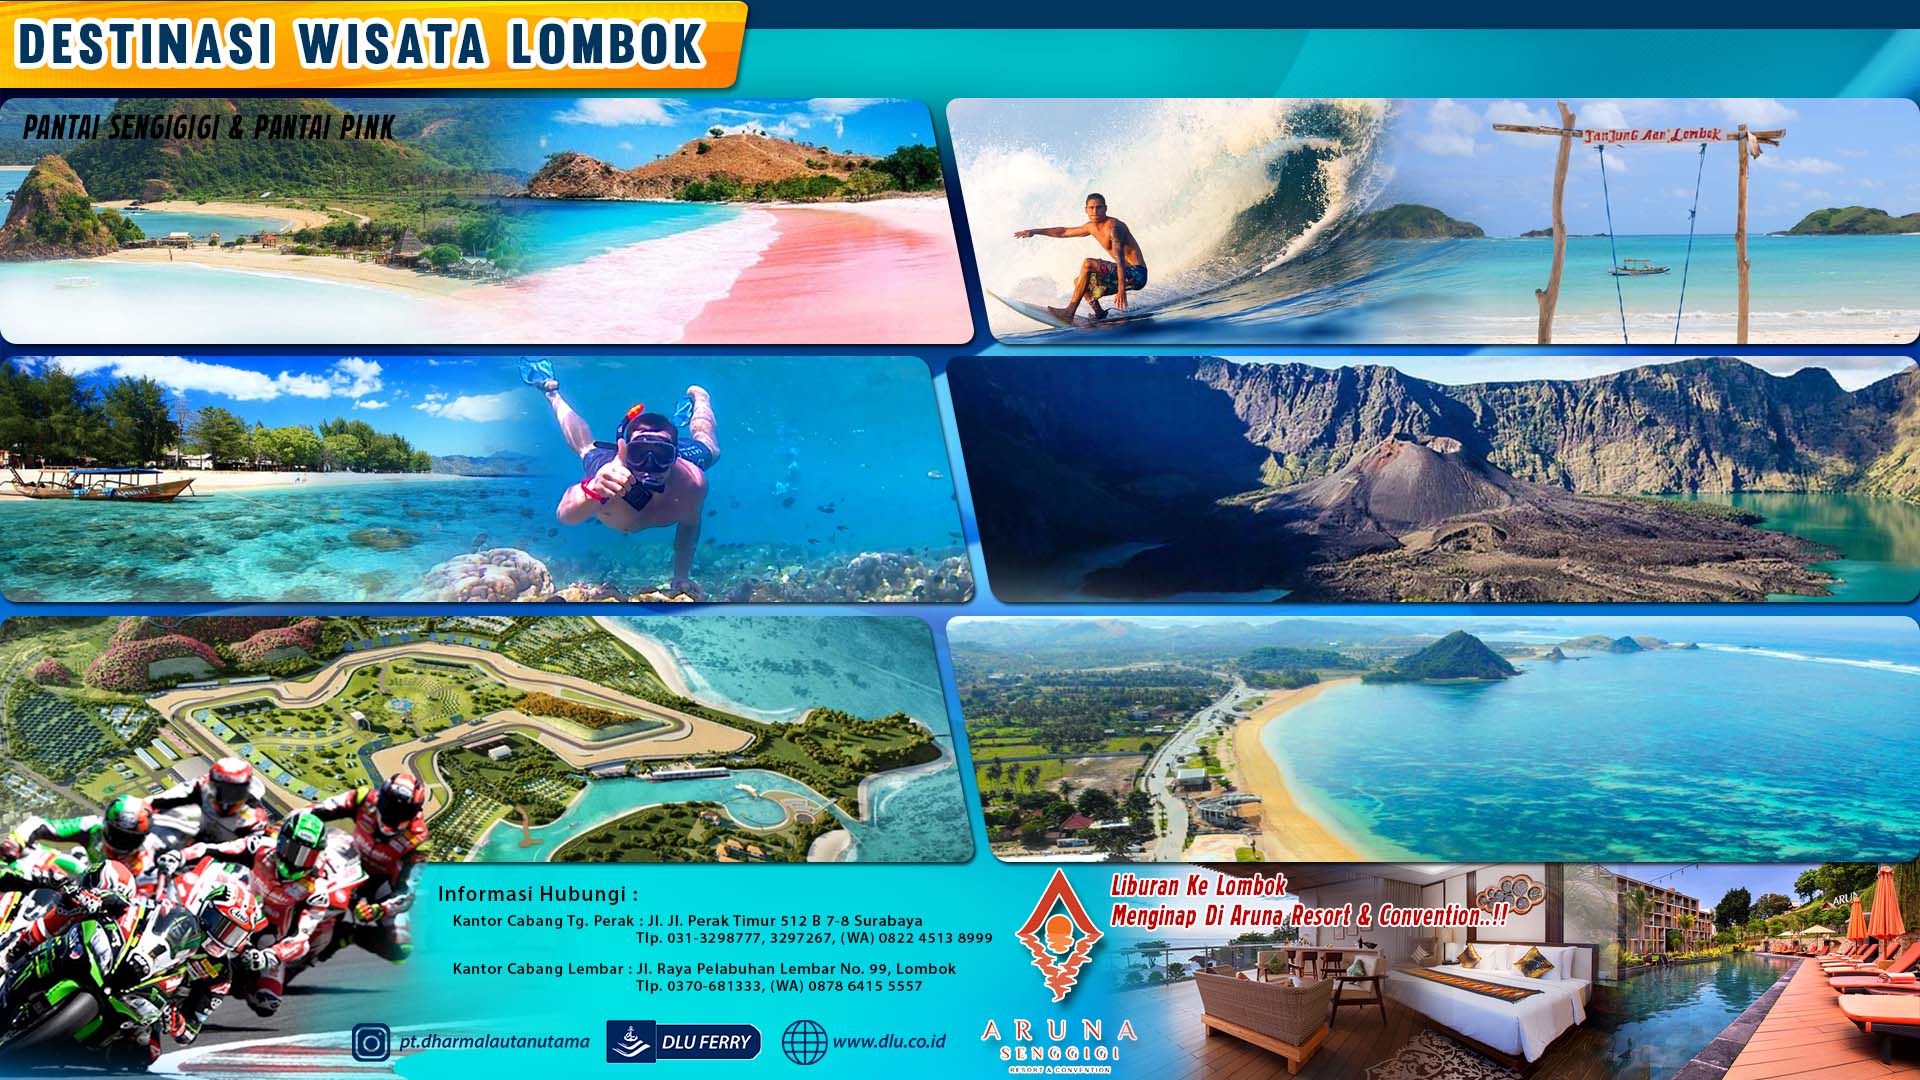 DESTINASI WISATA LOMBOK
PANTAI SENGIGIGI & PANTAI PINK
TanJunG Aan Lombok
Informasi Hubungi :
Kantor Cabang Tg. Perak : Jl. Jl. Perak Timur 512 B 7-8 Surabaya
Tlp. 031-3298777, 3297267, (WA) 0822 4513 8999
Kantor Cabang Lembar : Jl. Raya Pelabuhan Lembar No. 99, Lombok
Tlp. 0370-681333, (WA) 0878 6415 5557
pt.dharmalautanutama
DLU FERRY
www.dlu.co.id
Liburan Ke Lombok
Menginap Di Aruna Resort & Convention..!!
ARUNA
SENGGIGI
RESORT & CONVENTION
ARUN